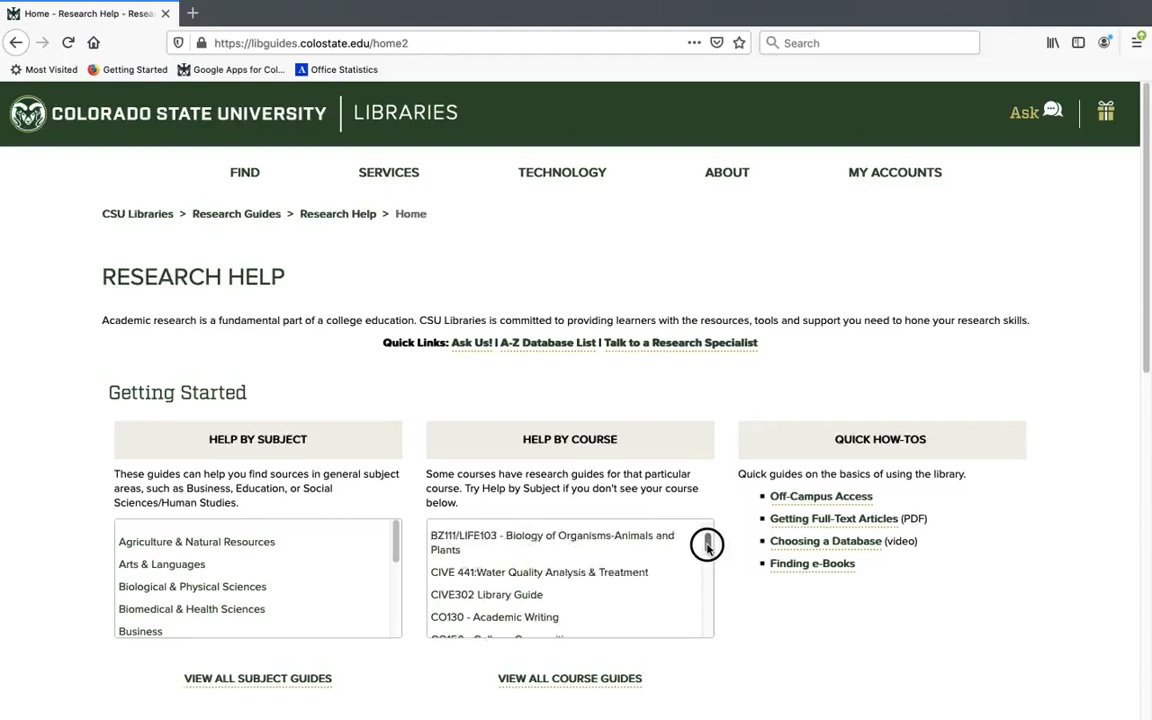 Home - Research Help - Resea
https://libguides.colostate.edu/home2
Search
Most Visited
Getting Started
Google Apps for Col...
Office Statistics
COLORADO STATE UNIVERSITY
LIBRARIES
Ask
FIND
SERVICES
TECHNOLOGY
ABOUT
MY ACCOUNTS
CSU Libraries > Research Guides > Research Help > Home
RESEARCH HELP
Academic research is a fundamental part of a college education. CSU Libraries is committed to providing learners with the resources, tools and support you need to hone your research skills.
Quick Links: Ask Us! | A-Z Database List | Talk to a Research Specialist
Getting Started
HELP BY SUBJECT
These guides can help you find sources in general subject
areas, such as Business, Education, or Social
Sciences/Human Studies.
Agriculture & Natural Resources
Arts & Languages
Biological & Physical Sciences
Biomedical & Health Sciences
Business
VIEW ALL SUBJECT GUIDES
HELP BY COURSE
Some courses have research guides for that particular
course. Try Help by Subject if you don't see your course
below.
BZ111/LIFE103 - Biology of Organisms-Animals and
Plants
CIVE 441:Water Quality Analysis & Treatment
CIVE302 Library Guide
CO130 - Academic Writing
VIEW ALL COURSE GUIDES
QUICK HOW-TOS
Quick guides on the basics of using the library.
Off-Campus Access
Getting Full-Text Articles (PDF)
Choosing a Database (video)
Finding e-Books